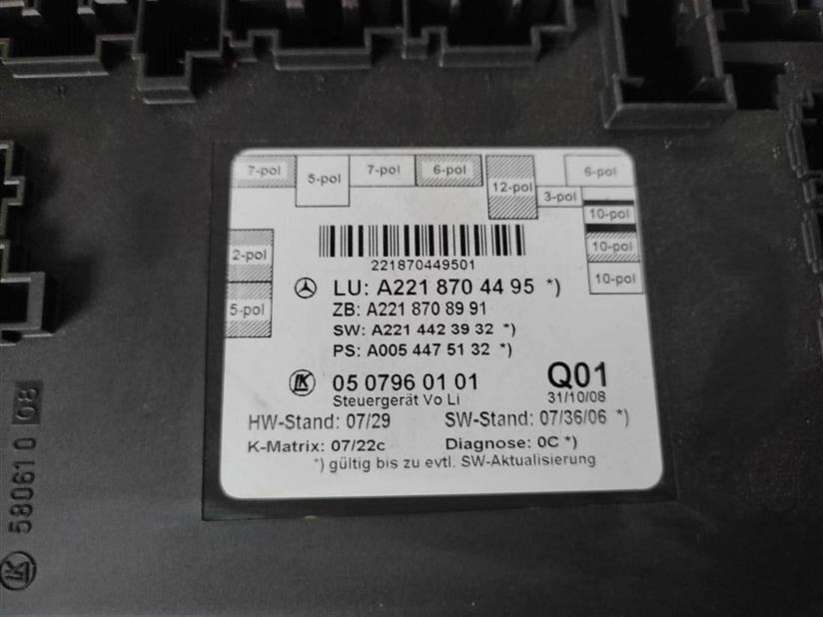 7-pol
5-pol
7-pol
6-pol
12-pol
3-pol
6-pol
10-pol
10-pol
10-pol
2-pol
5-pol
221870449501
LU: A221 870 44 95 *)
ZB: A221 870 89 91
SW: A221 442 39 32 *)
PS: A005 447 51 32 *)
LK 05 0796 01 01 Q01
Steuergerät Vo Li 31/10/08
HW-Stand: 07/29 SW-Stand: 07/36/06 *)
K-Matrix: 07/22c Diagnose: 0C *)
*) gültig bis zu evtl. SW-Aktualisierung
LK 58061 0 08